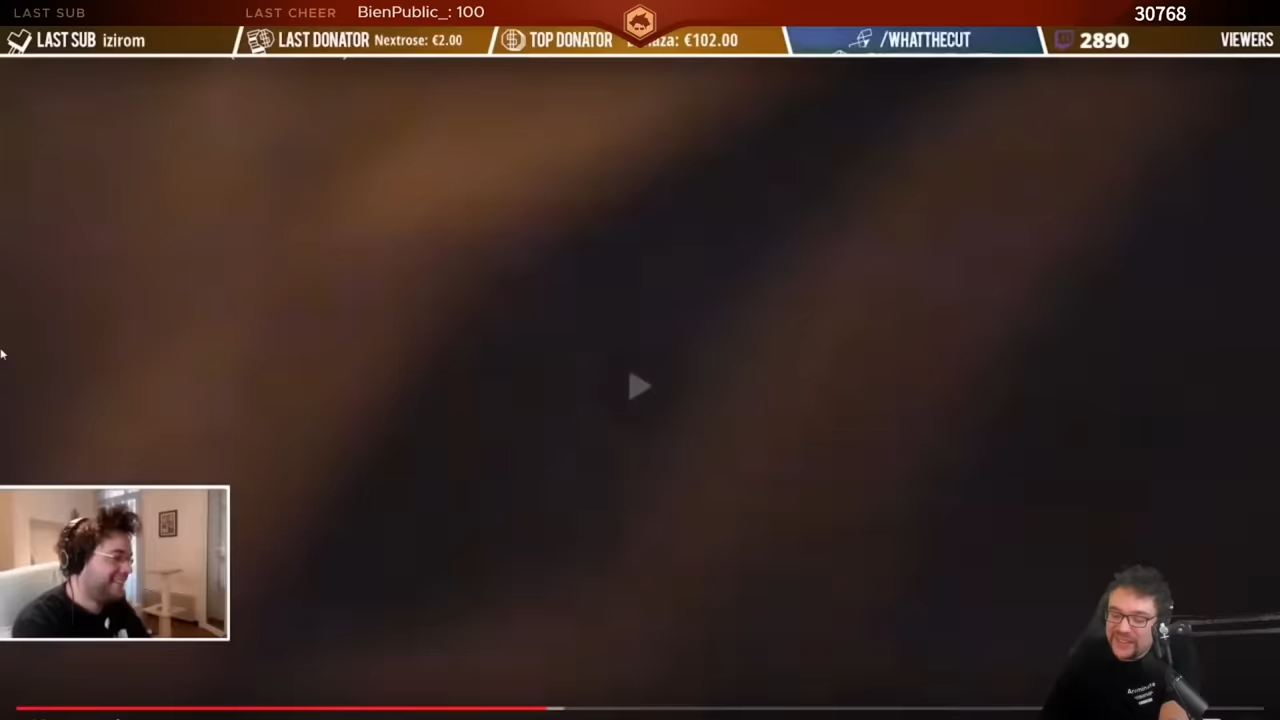 LAST SUB
LAST CHEER BienPublic_: 100
30768
LAST SUB izirom
LAST DONATOR Nextrose: €2.00
TOP DONATOR €102.00
/WHATTHECUT
2890
VIEWERS